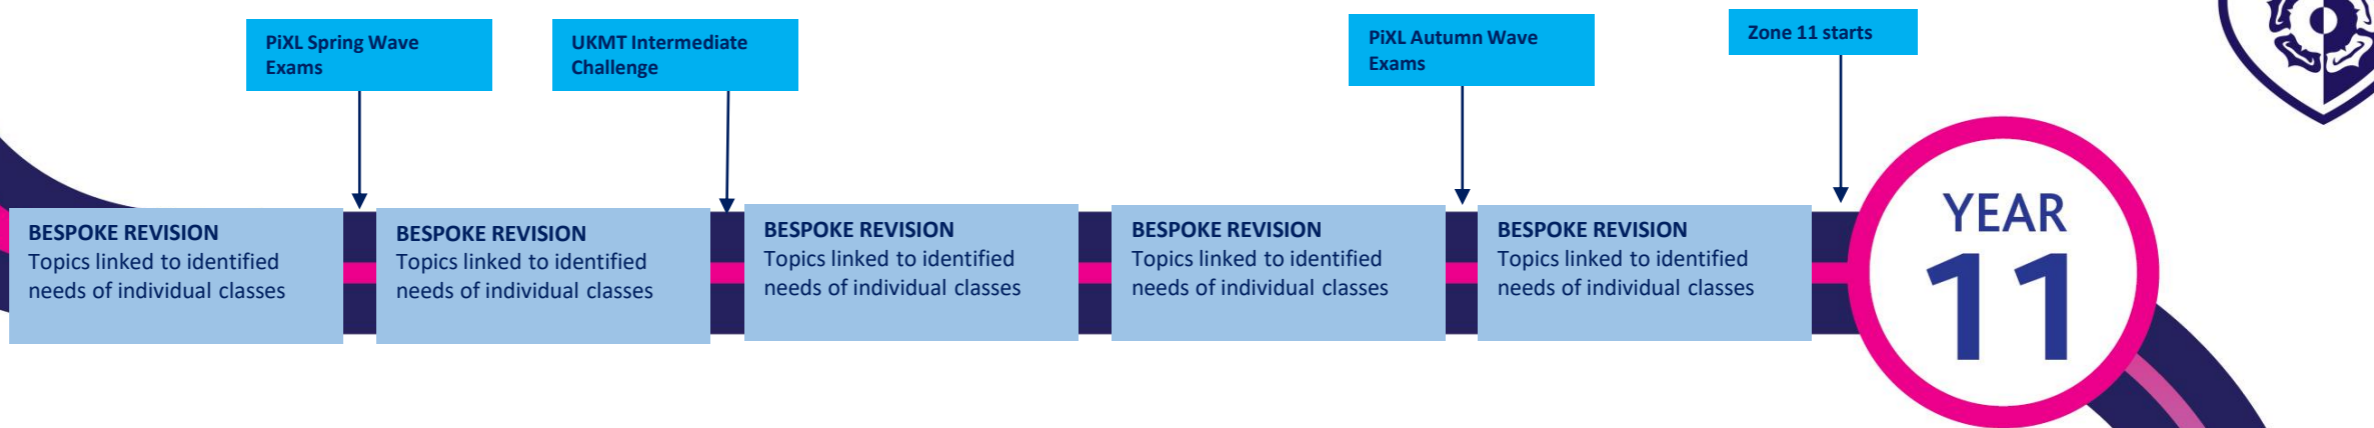 PiXL Spring Wave
Exams
UKMT Intermediate
Challenge
PiXL Autumn Wave
Exams
Zone 11 starts
BESPOKE REVISION
Topics linked to identified
needs of individual classes
BESPOKE REVISION
Topics linked to identified
needs of individual classes
BESPOKE REVISION
Topics linked to identified
needs of individual classes
BESPOKE REVISION
Topics linked to identified
needs of individual classes
BESPOKE REVISION
Topics linked to identified
needs of individual classes
YEAR
11